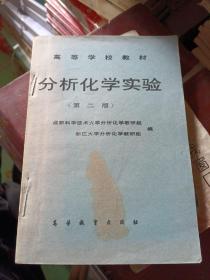 高等学校教材
分析化学实验
(第二版)
成都科学技术大学分析化学教研组
浙江大学分析化学教研组
编
高等教育出版社